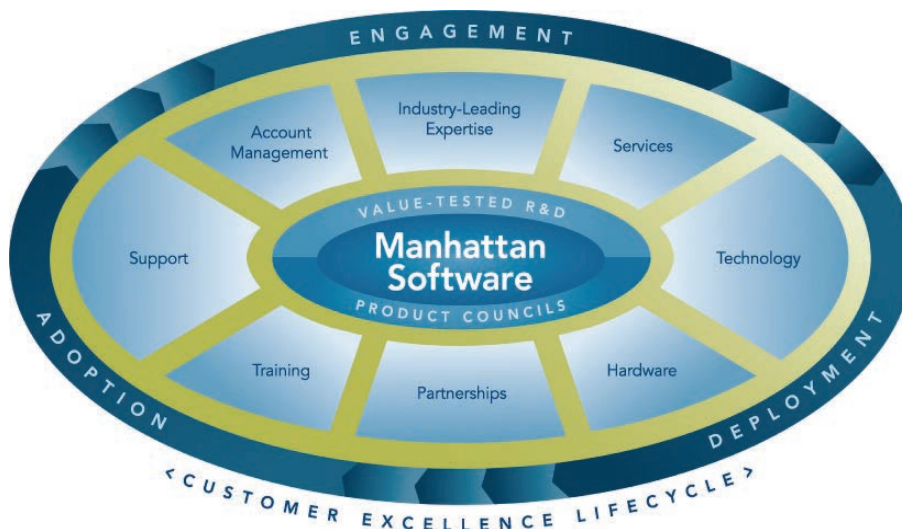 ENGAGEMENT
Industry-Leading
Expertise
Account
Management
Services
VALUE-TESTED R&D
Manhattan
Software
PRODUCT COUNCILS
Support
Technology
Training
Partnerships
Hardware
ADOPTION
DEPLOYMENT
<CUSTOMER EXCELLENCE LIFECYCLE>